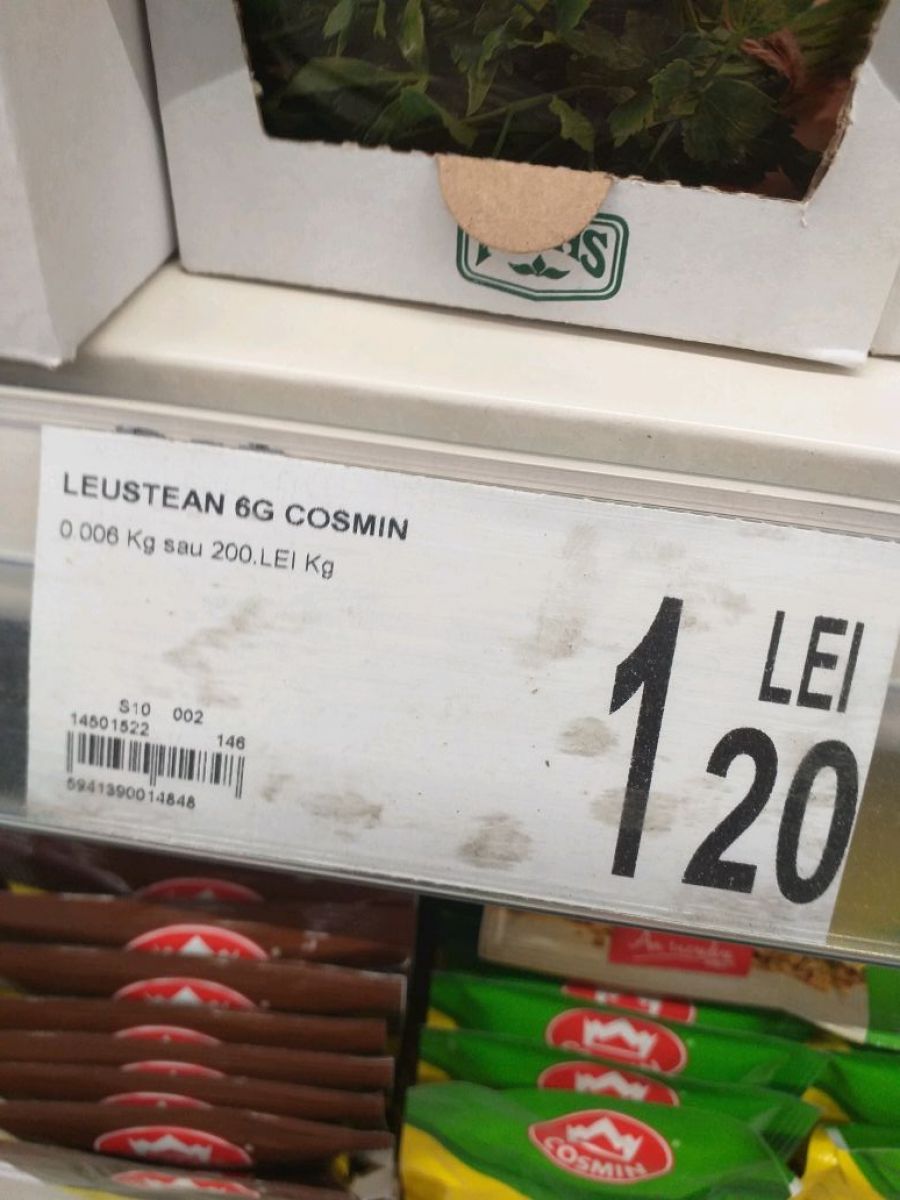 LEUSTEAN 6G COSMIN
0.006 Kg sau 200.LEI Kg
1
LEI
20
S10 002
14501522
146
5941390014848
COSMIN